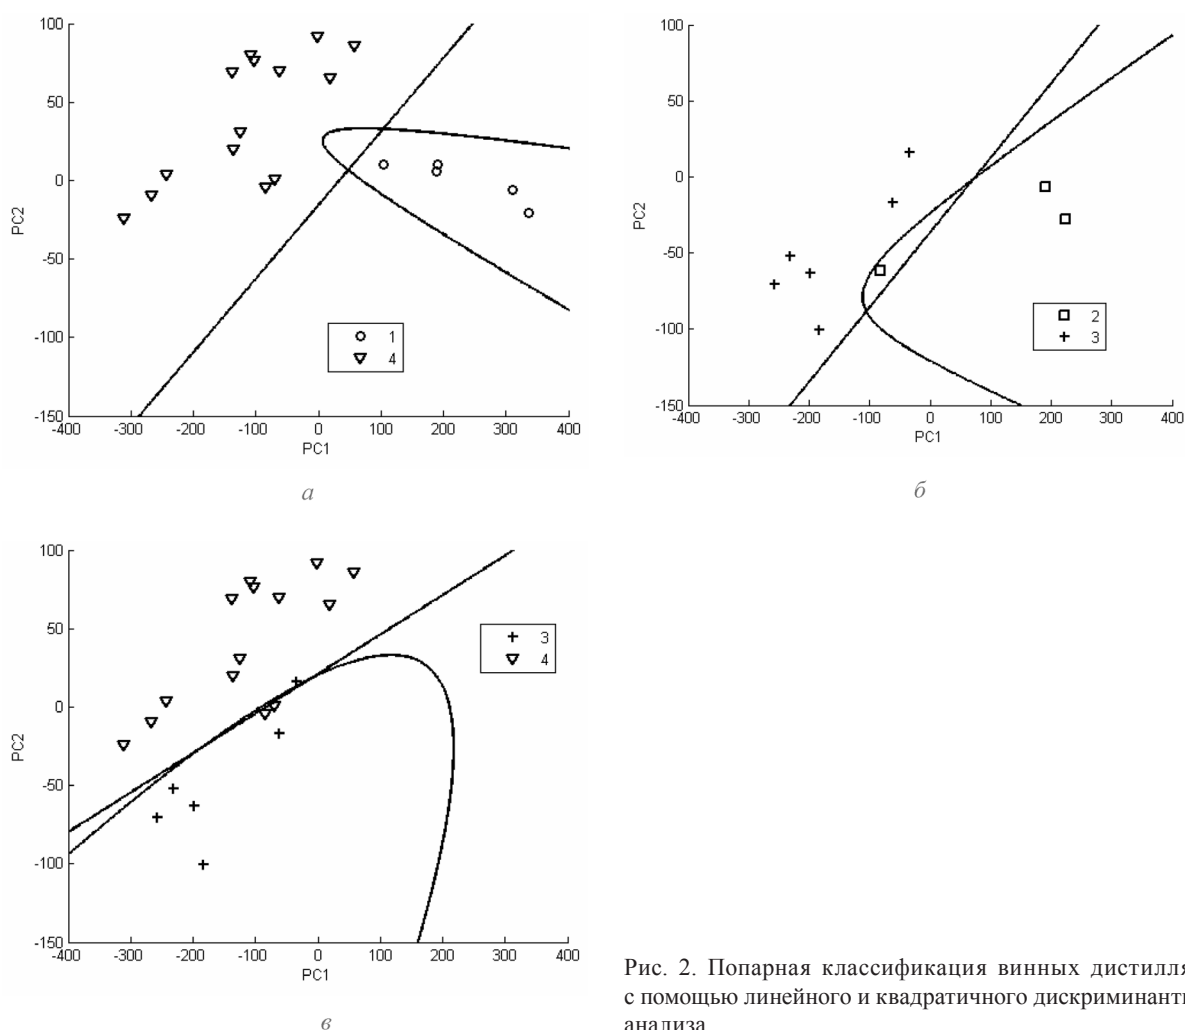 100
50
0
-50
-100
-150
-400 -300 -200 -100 0 100 200 300 400
PC2
PC1
1
4
а
100
50
0
-50
-100
-150
-400 -300 -200 -100 0 100 200 300 400
PC2
PC1
2
3
б
100
50
0
-50
-100
-150
-400 -300 -200 -100 0 100 200 300 400
PC2
PC1
3
4
в
Рис. 2. Попарная классификация винных дистилля
с помощью линейного и квадратичного дискриминантн
анализа